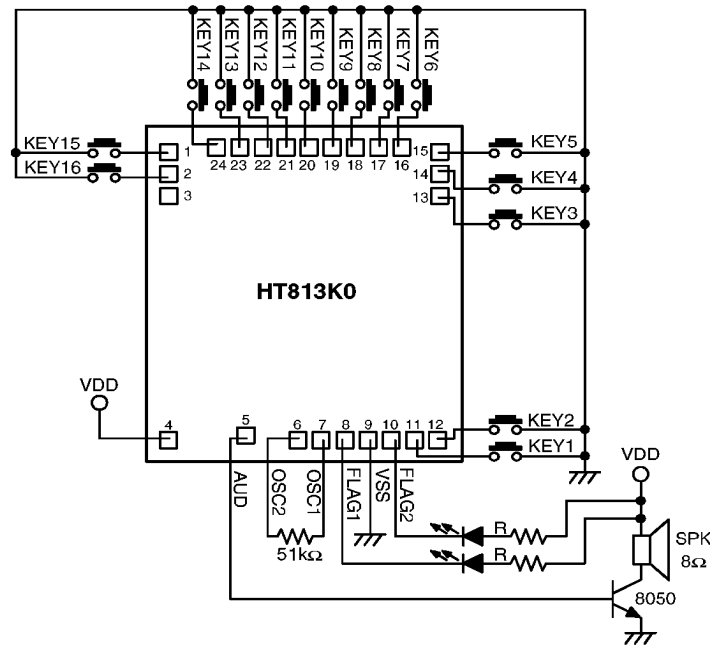 KEY14 KEY13 KEY12 KEY11 KEY10 KEY9 KEY8 KEY7 KEY6
KEY15
KEY16
KEY5
KEY4
KEY3
1
2
3
24 23 22 21 20 19 18 17 16
15
14
13
HT813K0
VDD
4
5
6 7 8 9 10 11 12
KEY2
KEY1
AUD
OSC2
OSC1
FLAG1
VSS
FLAG2
51kΩ
VDD
R
R
SPK
8Ω
8050